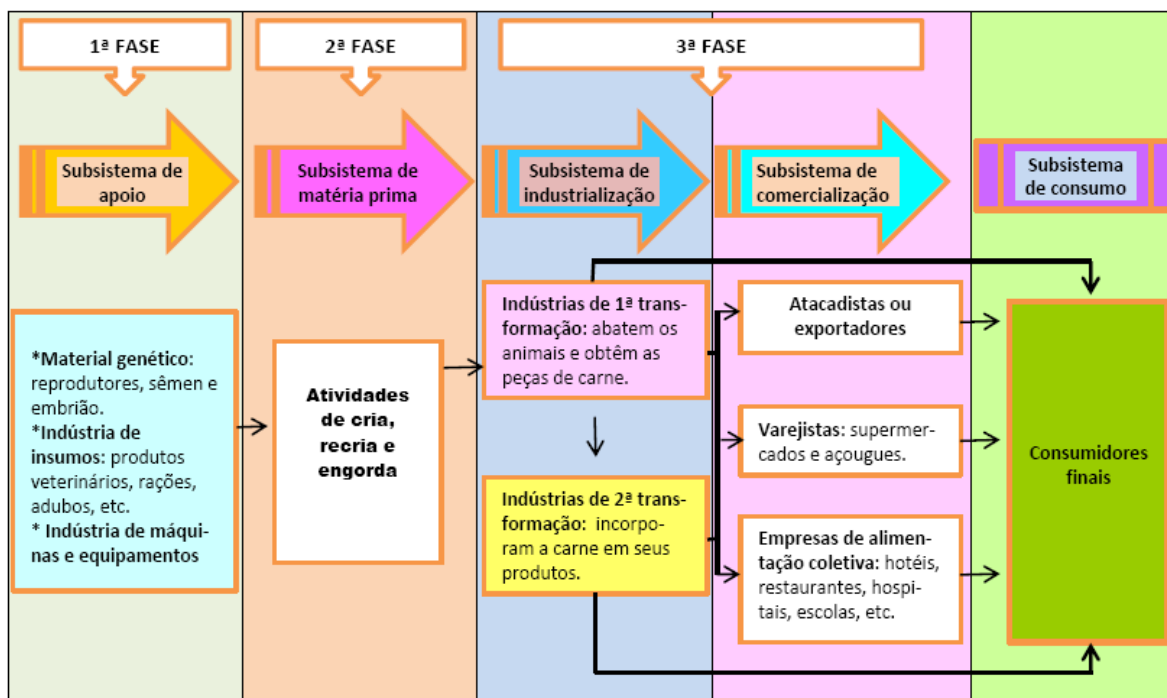 1ª FASE
2ª FASE
3ª FASE
Subsistema de
apoio
Subsistema de
matéria prima
Subsistema de
industrialização
Subsistema de
comercialização
Subsistema
de consumo
*Material genético:
reprodutores, sêmen e
embrião.
*Indústria de
insumos: produtos
veterinários, rações,
adubos, etc.
* Indústria de máqui-
nas e equipamentos
Atividades
de cria,
recria e
engorda
Indústrias de 1ª trans-
formação: abatem os
animais e obtêm as
peças de carne.
Indústrias de 2ª trans-
formação: incorpo-
ram a carne em seus
produtos.
Atacadistas ou
exportadores
Varejistas: supermer-
cados e açougues.
Empresas de alimen-
tação coletiva: hotéis,
restaurantes, hospi-
tais, escolas, etc.
Consumidores
finais